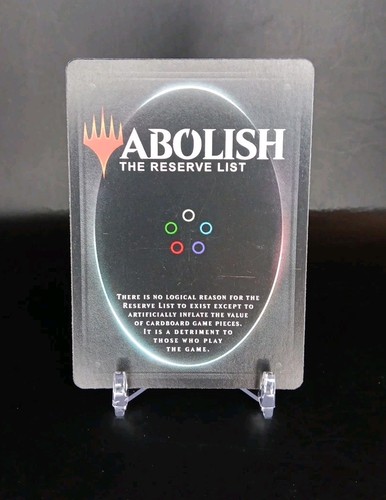 ABOLISH
THE RESERVE LIST
THERE IS NO LOGICAL REASON FOR THE
RESERVE LIST TO EXIST EXCEPT TO
ARTIFICIALLY INFLATE THE VALUE
OF CARDBOARD GAME PIECES.
IT IS A DETRIMENT TO
THOSE WHO PLAY
THE GAME.